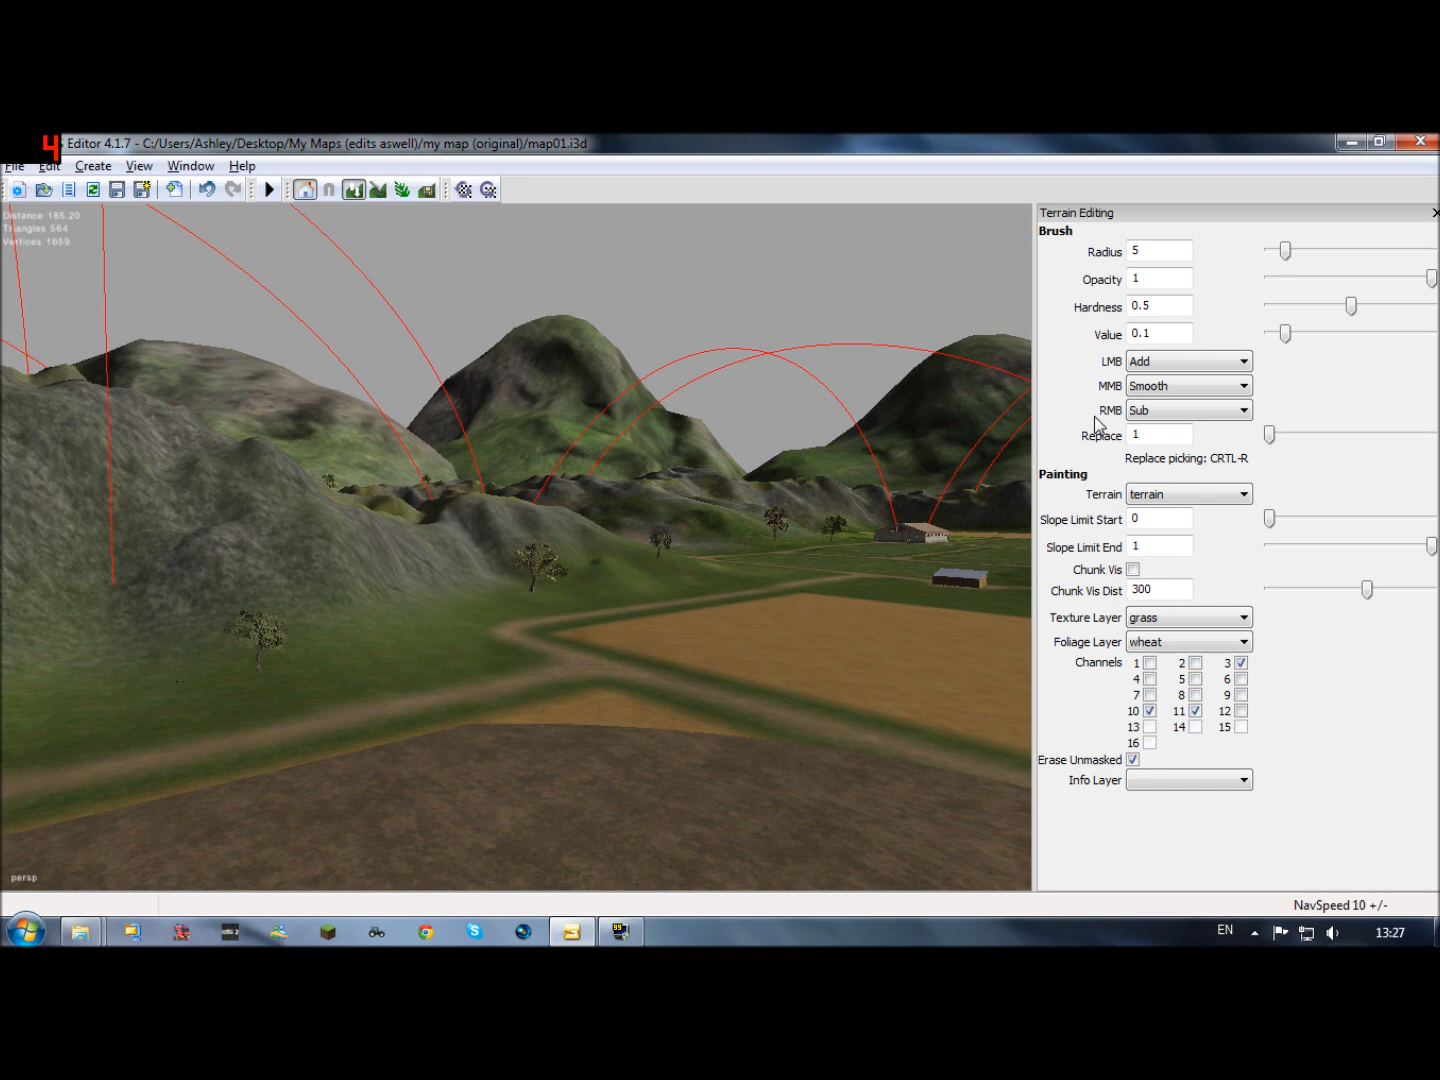 4
Editor 4.1.7 - C:/Users/Ashley/Desktop/My Maps (edits aswell)/my map (original)/map01.i3d
File Edit Create View Window Help
Distance 185.20
Triangles 564
Vertices 1659
Terrain Editing
Brush
Radius 5
Opacity 1
Hardness 0.5
Value 0.1
LMB Add
MMB Smooth
RMB Sub
Replace 1
Replace picking: CRTL-R
Painting
Terrain terrain
Slope Limit Start 0
Slope Limit End 1
Chunk Vis
Chunk Vis Dist 300
Texture Layer grass
Foliage Layer wheat
Channels 1 2 3
4 5 6
7 8 9
10 11 12
13 14 15
16
Erase Unmasked
Info Layer
persp
NavSpeed 10 +/-
99
EN
13:27